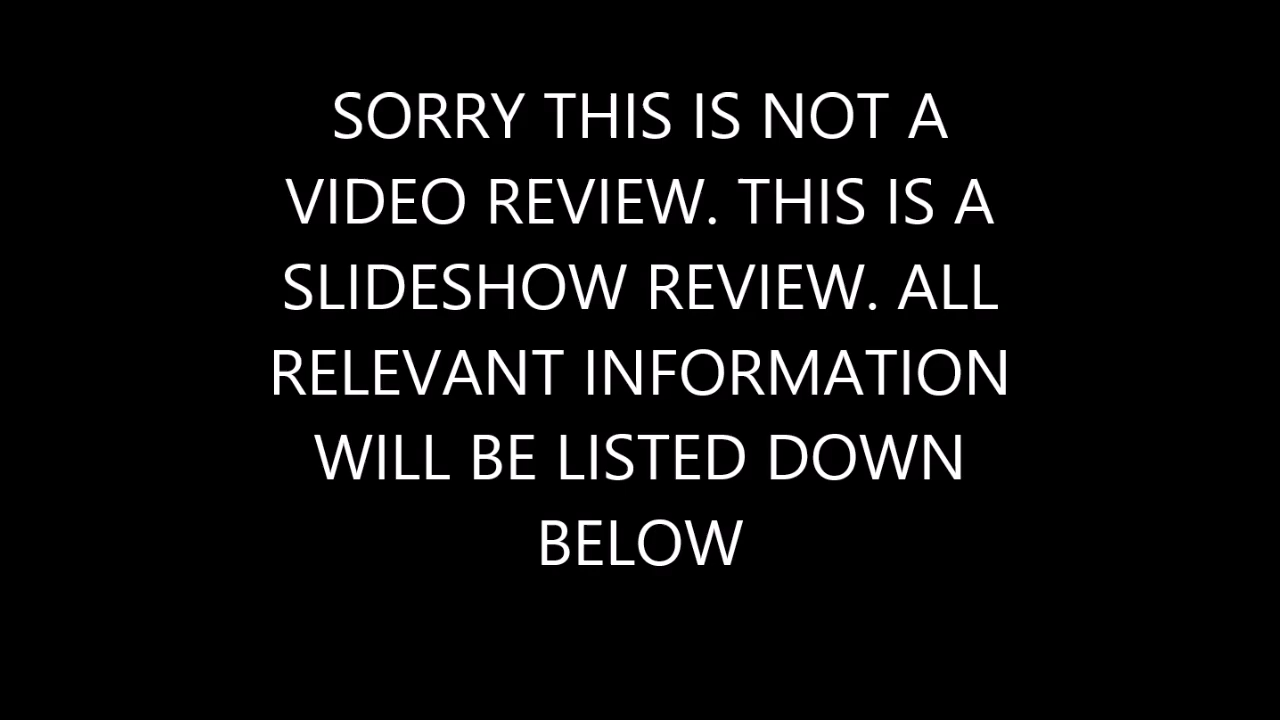 SORRY THIS IS NOT A
VIDEO REVIEW. THIS IS A
SLIDESHOW REVIEW. ALL
RELEVANT INFORMATION
WILL BE LISTED DOWN
BELOW